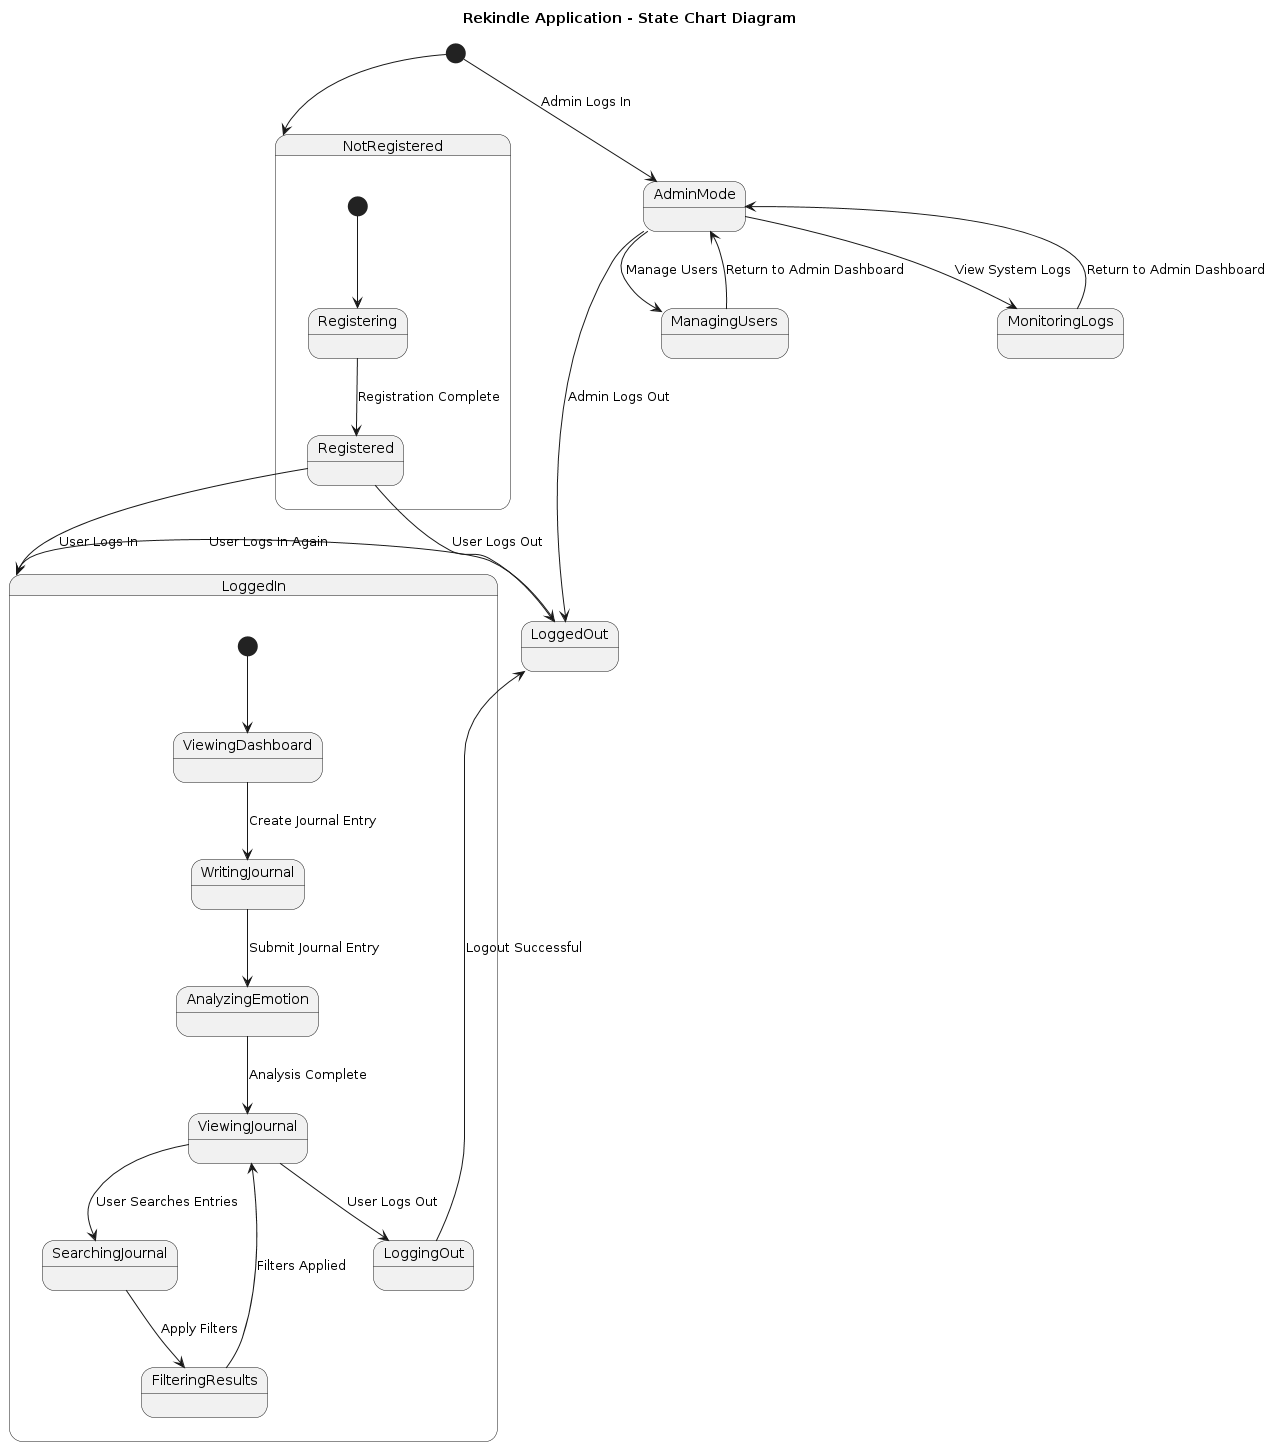 Rekindle Application - State Chart Diagram
Admin Logs In
NotRegistered
AdminMode
Manage Users
Return to Admin Dashboard
View System Logs
Return to Admin Dashboard
Registering
ManagingUsers
MonitoringLogs
Registration Complete
Admin Logs Out
Registered
User Logs In
User Logs In Again
User Logs Out
LoggedIn
LoggedOut
ViewingDashboard
Create Journal Entry
WritingJournal
Submit Journal Entry
Logout Successful
AnalyzingEmotion
Analysis Complete
ViewingJournal
User Searches Entries
User Logs Out
SearchingJournal
LoggingOut
Filters Applied
Apply Filters
FilteringResults